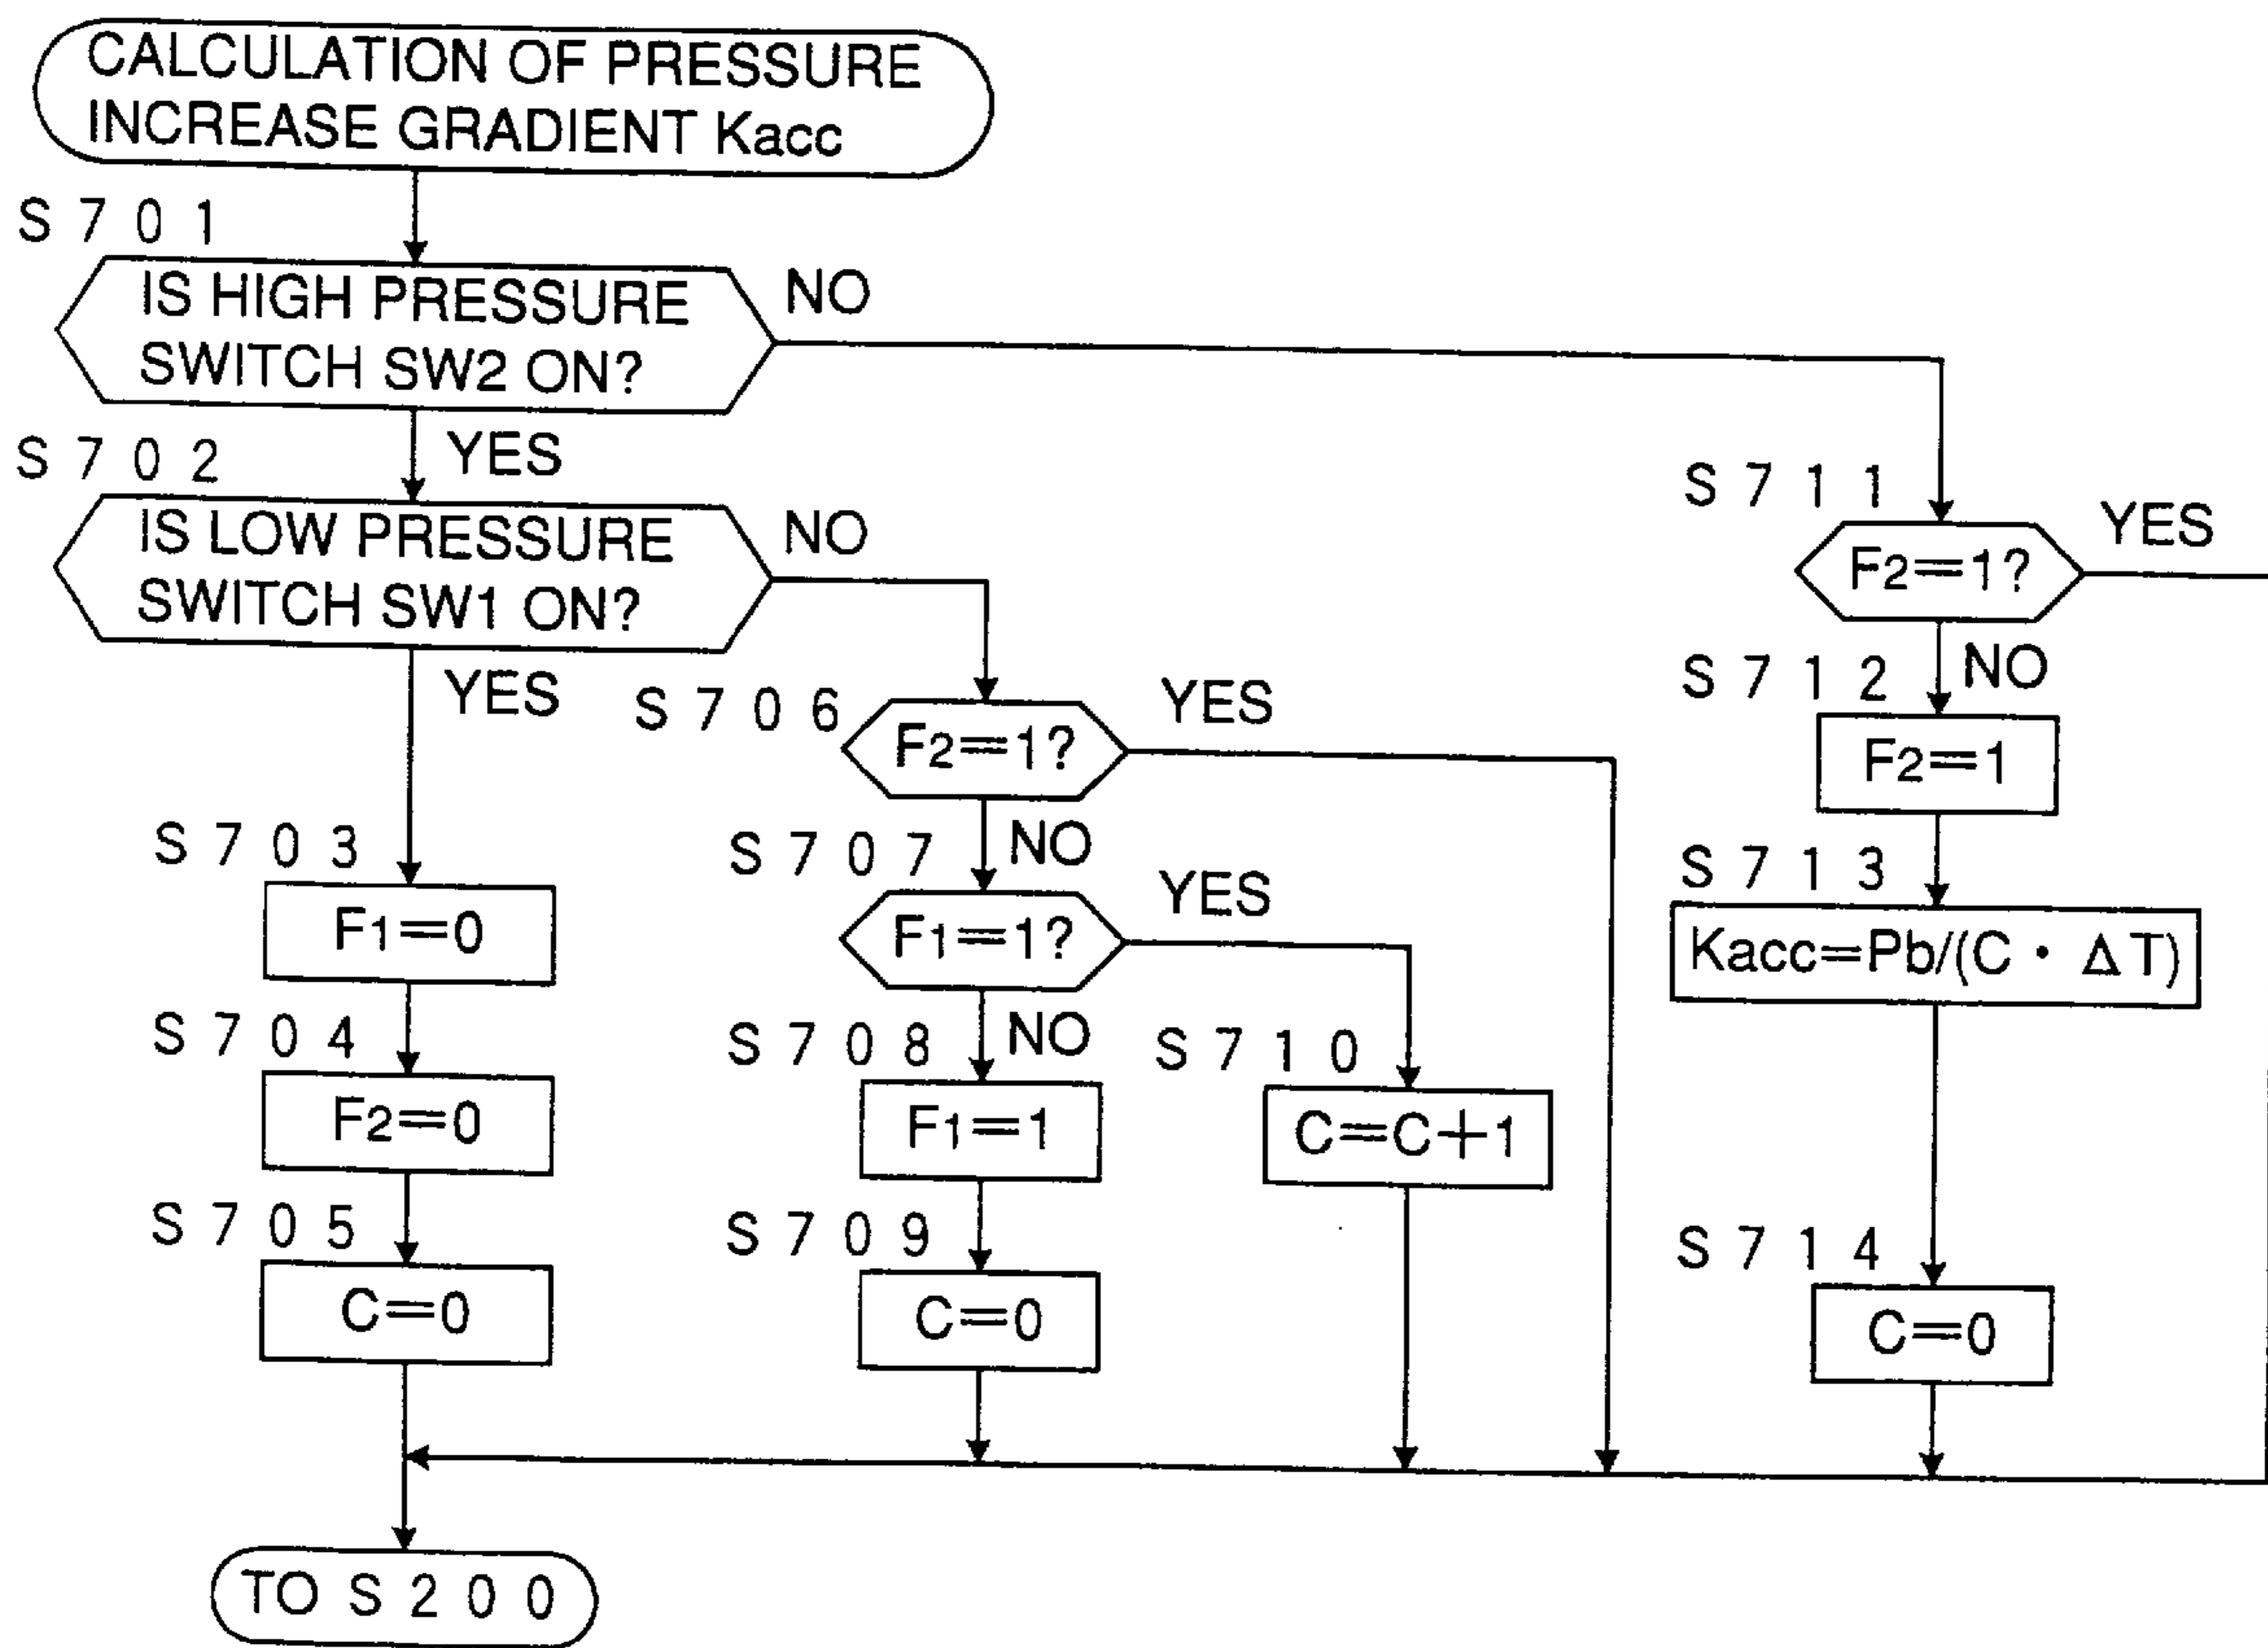 CALCULATION OF PRESSURE
INCREASE GRADIENT Kacc
S 7 0 1
IS HIGH PRESSURE
SWITCH SW2 ON?
NO
YES
S 7 0 2
IS LOW PRESSURE
SWITCH SW1 ON?
NO
YES
S 7 0 3
F1=0
S 7 0 4
F2=0
S 7 0 5
C=0
S 7 0 6
F2=1?
YES
NO
S 7 0 7
F1=1?
YES
NO
S 7 0 8
F1=1
S 7 0 9
C=0
S 7 1 0
C=C+1
S 7 1 1
F2=1?
YES
NO
S 7 1 2
F2=1
S 7 1 3
Kacc=Pb/(C · ΔT)
S 7 1 4
C=0
TO S 2 0 0